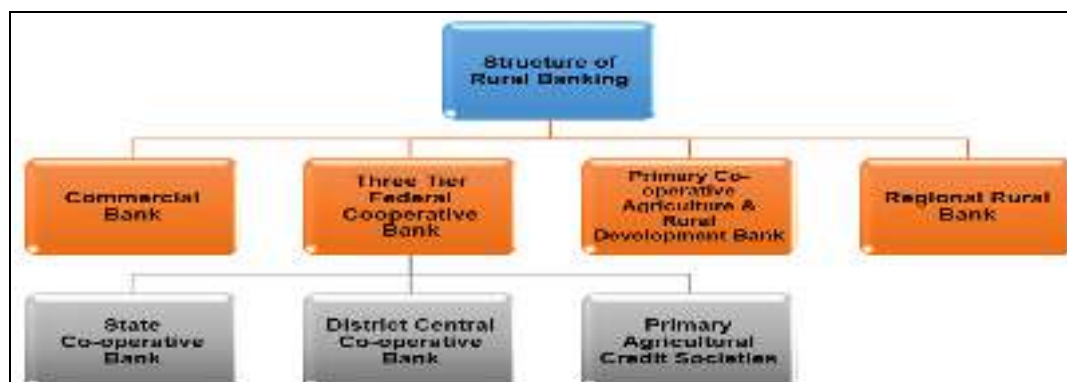 Structure of
Rural Banking
Commercial
Bank
Three Tier
Federal
Cooperative
Bank
Primary Co-
operative
Agriculture &
Rural
Development Bank
Regional Rural
Bank
State
Co-operative
Bank
District Central
Co-operative
Bank
Primary
Agricultural
Credit Societies